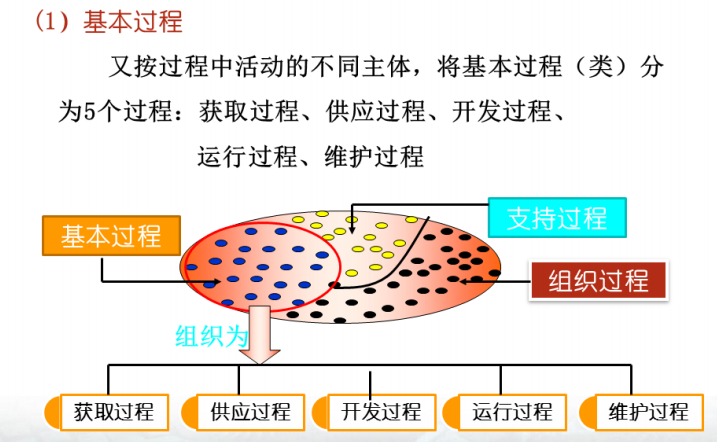 （1）基本过程
又按过程中活动的不同主体，将基本过程（类）分
为5个过程：获取过程、供应过程、开发过程、
运行过程、维护过程
支持过程
基本过程
组织过程
组织为
获取过程 供应过程 开发过程 运行过程 维护过程